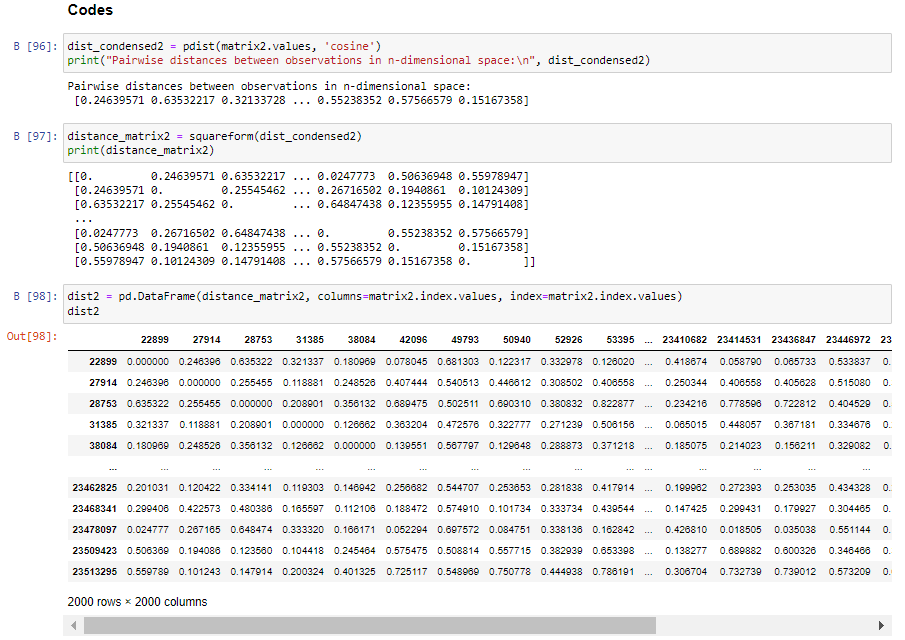 Codes
B [96]: dist_condensed2 = pdist(matrix2.values, 'cosine')
print("Pairwise distances between observations in n-dimensional space:\n", dist_condensed2)
Pairwise distances between observations in n-dimensional space:
[0.24639571 0.63532217 0.32133728 ... 0.55238352 0.57566579 0.15167358]
B [97]: distance_matrix2 = squareform(dist_condensed2)
print(distance_matrix2)
[[0. 0.24639571 0.63532217 ... 0.0247773 0.50636948 0.55978947]
[0.24639571 0. 0.25545462 ... 0.26716502 0.1940861 0.10124309]
[0.63532217 0.25545462 0. ... 0.64847438 0.12355955 0.14791408]
...
[0.0247773 0.26716502 0.64847438 ... 0. 0.55238352 0.57566579]
[0.50636948 0.1940861 0.12355955 ... 0.55238352 0. 0.15167358]
[0.55978947 0.10124309 0.14791408 ... 0.57566579 0.15167358 0. ]]
B [98]: dist2 = pd.DataFrame(distance_matrix2, columns=matrix2.index.values, index=matrix2.index.values)
dist2
Out[98]:
22899 27914 28753 31385 38084 42096 49793 50940 52926 53395 ... 23410682 23414531 23436847 23446972 23
22899 0.000000 0.246396 0.635322 0.321337 0.180969 0.078045 0.681303 0.122317 0.332978 0.126020 ... 0.418674 0.058790 0.065733 0.533837 0.
27914 0.246396 0.000000 0.255455 0.118881 0.248526 0.407444 0.540513 0.446612 0.308502 0.406558 ... 0.250344 0.406558 0.405628 0.515080 0.
28753 0.635322 0.255455 0.000000 0.208901 0.356132 0.689475 0.502511 0.690310 0.380832 0.822877 ... 0.234216 0.778596 0.722812 0.404529 0.
31385 0.321337 0.118881 0.208901 0.000000 0.126662 0.363204 0.472576 0.322777 0.271239 0.506156 ... 0.065015 0.448057 0.367181 0.334676 0.
38084 0.180969 0.248526 0.356132 0.126662 0.000000 0.139551 0.567797 0.129648 0.288873 0.371218 ... 0.185075 0.214023 0.156211 0.329082 0.
... ... ... ... ... ... ... ... ... ... ... ... ... ... ... ...
23462825 0.201031 0.120422 0.334141 0.119303 0.146942 0.256682 0.544707 0.253653 0.281838 0.417914 ... 0.199962 0.272393 0.253035 0.434328 0.
23468341 0.299406 0.422573 0.480386 0.165597 0.112106 0.188472 0.574910 0.101734 0.333734 0.439544 ... 0.147425 0.299431 0.179927 0.304465 0.
23478097 0.024777 0.267165 0.648474 0.333320 0.166171 0.052294 0.697572 0.084751 0.338136 0.162842 ... 0.426810 0.018505 0.035038 0.551144 0.
23509423 0.506369 0.194086 0.123560 0.104418 0.245464 0.575475 0.508814 0.557715 0.382939 0.653398 ... 0.138277 0.689882 0.600326 0.346466 0.
23513295 0.559789 0.101243 0.147914 0.200324 0.401325 0.725117 0.548969 0.750778 0.444938 0.786191 ... 0.306704 0.732739 0.739012 0.573209 0.
2000 rows × 2000 columns